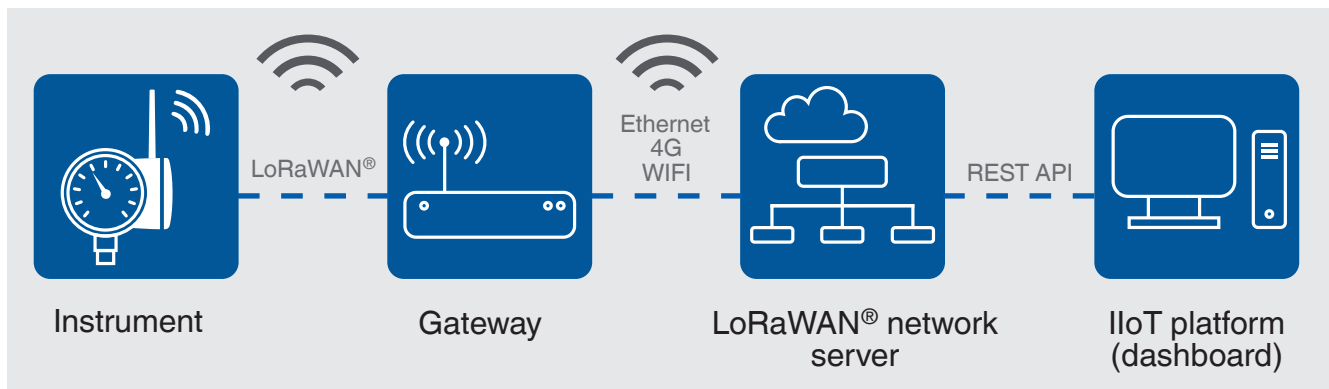 LoRaWAN®
Ethernet
4G
WIFI
REST API
Instrument
Gateway
LoRaWAN® network
server
IIoT platform
(dashboard)